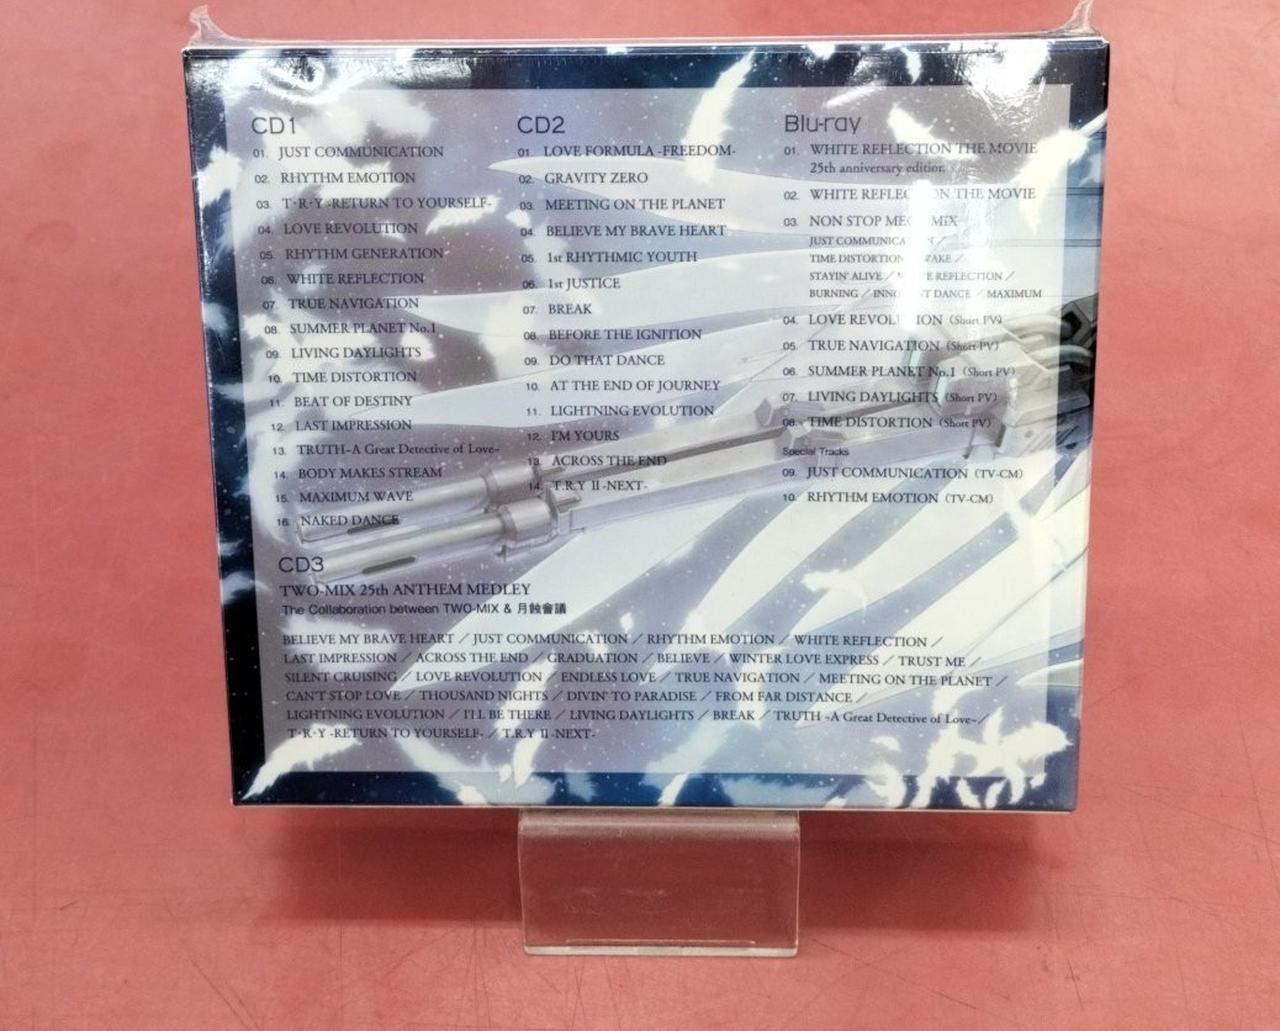 CD1
01. JUST COMMUNICATION
02. RHYTHM EMOTION
03. T・R・Y -RETURN TO YOURSELF-
04. LOVE REVOLUTION
05. RHYTHM GENERATION
06. WHITE REFLECTION
07. TRUE NAVIGATION
08. SUMMER PLANET No.1
09. LIVING DAYLIGHTS
10. TIME DISTORTION
11. BEAT OF DESTINY
12. LAST IMPRESSION
13. TRUTH~A Great Detective of Love~
14. BODY MAKES STREAM
15. MAXIMUM WAVE
16. NAKED DANCE
CD2
01. LOVE FORMULA -FREEDOM-
02. GRAVITY ZERO
03. MEETING ON THE PLANET
04. BELIEVE MY BRAVE HEART
05. 1st RHYTHMIC YOUTH
06. 1st JUSTICE
07. BREAK
08. BEFORE THE IGNITION
09. DO THAT DANCE
10. AT THE END OF JOURNEY
11. LIGHTNING EVOLUTION
12. I'M YOURS
13. ACROSS THE END
14. T.R.Y II -NEXT-
Blu-ray
01. WHITE REFLECTION THE MOVIE
25th anniversary edition
02. WHITE REFLECTION THE MOVIE
03. NON STOP MEGA-MiX
JUST COMMUNICATION /
TIME DISTORTION / WAKE /
STAYIN' ALIVE / WHITE REFLECTION /
BURNING / INNOCENT DANCE / MAXIMUM
04. LOVE REVOLUTION (Short PV)
05. TRUE NAVIGATION (Short PV)
06. SUMMER PLANET No.1 (Short PV)
07. LIVING DAYLIGHTS (Short PV)
08. TIME DISTORTION (Short PV)
Special Tracks
09. JUST COMMUNICATION (TV-CM)
10. RHYTHM EMOTION (TV-CM)
CD3
TWO-MIX 25th ANTHEM MEDLEY
The Collaboration between TWO-MIX & 月蝕會議
BELIEVE MY BRAVE HEART / JUST COMMUNICATION / RHYTHM EMOTION / WHITE REFLECTION /
LAST IMPRESSION / ACROSS THE END / GRADUATION / BELIEVE / WINTER LOVE EXPRESS / TRUST ME /
SILENT CRUISING / LOVE REVOLUTION / ENDLESS LOVE / TRUE NAVIGATION / MEETING ON THE PLANET /
CAN'T STOP LOVE / THOUSAND NIGHTS / DIVIN' TO PARADISE / FROM FAR DISTANCE /
LIGHTNING EVOLUTION / I'LL BE THERE / LIVING DAYLIGHTS / BREAK / TRUTH ~A Great Detective of Love~ /
T・R・Y -RETURN TO YOURSELF- / T.R.Y II -NEXT-